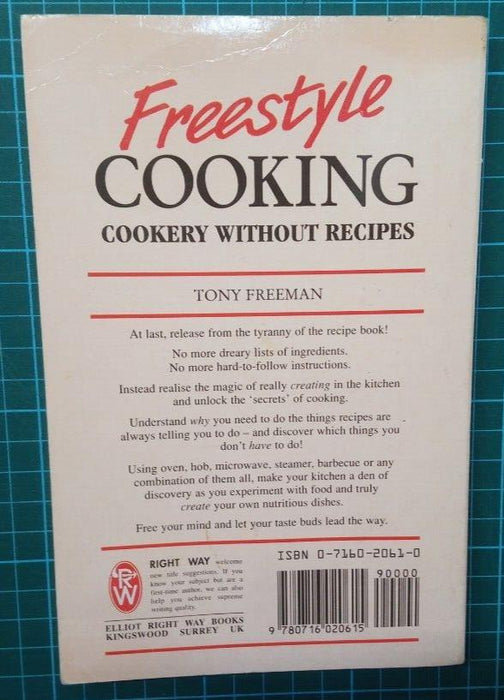 Freestyle
COOKING
COOKERY WITHOUT RECIPES
TONY FREEMAN
At last, release from the tyranny of the recipe book!
No more dreary lists of ingredients.
No more hard-to-follow instructions.
Instead realise the magic of really creating in the kitchen
and unlock the ‘secrets’ of cooking.
Understand why you need to do the things recipes are
always telling you to do – and discover which things you
don't have to do!
Using oven, hob, microwave, steamer, barbecue or any
combination of them all, make your kitchen a den of
discovery as you experiment with food and truly
create your own nutritious dishes.
Free your mind and let your taste buds lead the way.
RW
RIGHT WAY welcome
new title suggestions. If you
know your subject but are a
first-time author, we can also
help you achieve supreme
writing quality.
ELLIOT RIGHT WAY BOOKS
KINGSWOOD SURREY UK
ISBN 0-7160-2061-0
90000
9 780716 020615